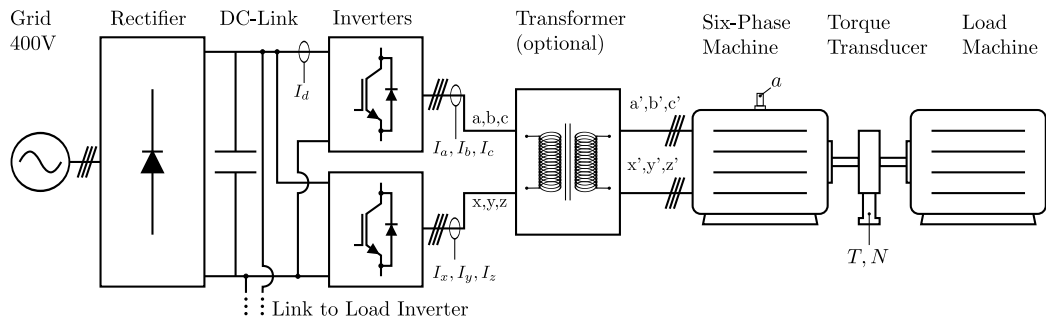 Grid
400V
Rectifier
DC-Link
Inverters
Transformer
(optional)
Six-Phase
Machine
Torque
Transducer
Load
Machine
I_d
a,b,c
I_a, I_b, I_c
x,y,z
I_x, I_y, I_z
a',b',c'
x',y',z'
a
T, N
Link to Load Inverter